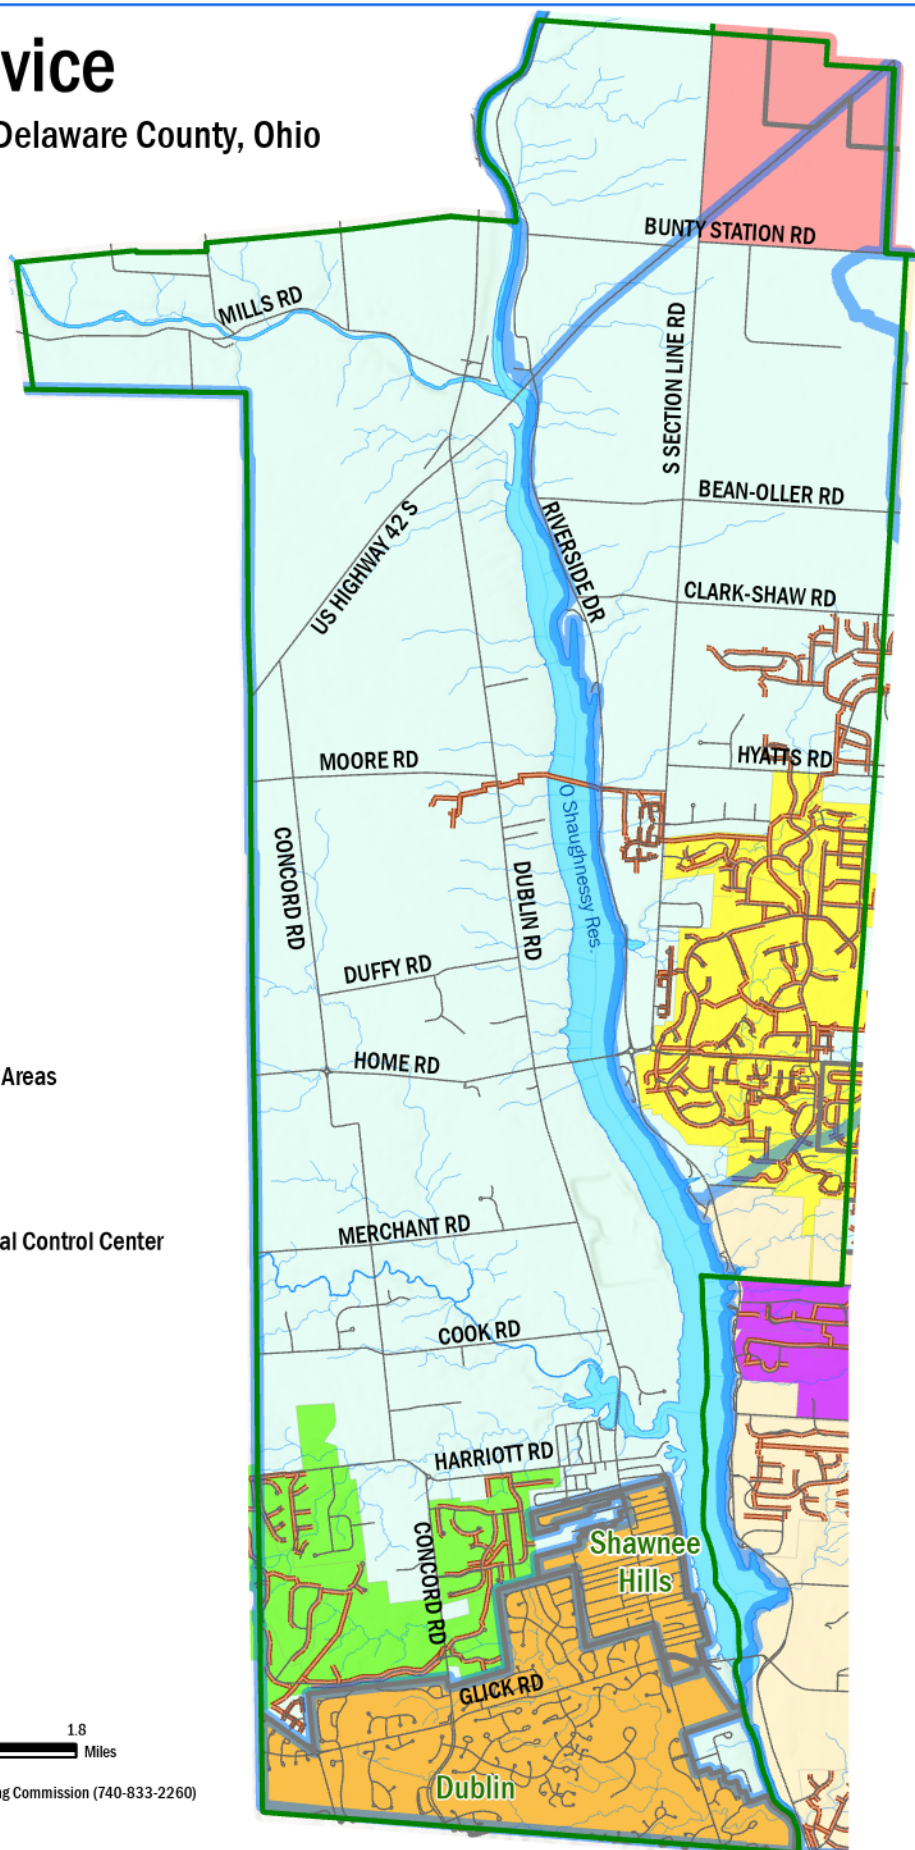 vice
Delaware County, Ohio
BUNTY STATION RD
MILLS RD
S SECTION LINE RD
BEAN-OLLER RD
RIVERSIDE DR
US HIGHWAY 42 S
CLARK-SHAW RD
MOORE RD
HYATTS RD
O Shaughnessy Res.
CONCORD RD
DUBLIN RD
DUFFY RD
HOME RD
Areas
MERCHANT RD
al Control Center
COOK RD
HARRIOTT RD
CONCORD RD
Shawnee
Hills
GLICK RD
1.8
Miles
Dublin
ng Commission (740-833-2260)